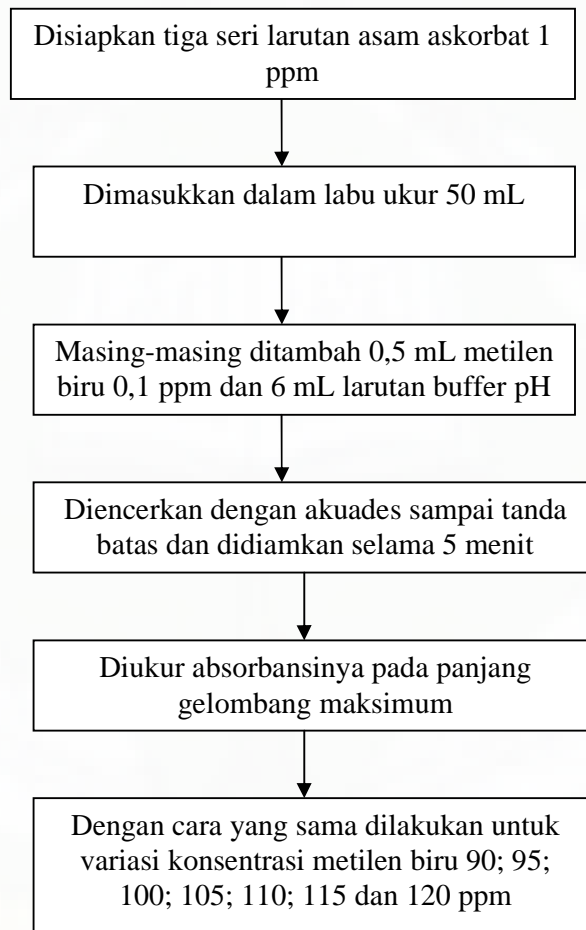 Disiapkan tiga seri larutan asam askorbat 1
ppm
Dimasukkan dalam labu ukur 50 mL
Masing-masing ditambah 0,5 mL metilen
biru 0,1 ppm dan 6 mL larutan buffer pH
Diencerkan dengan akuades sampai tanda
batas dan didiamkan selama 5 menit
Diukur absorbansinya pada panjang
gelombang maksimum
Dengan cara yang sama dilakukan untuk
variasi konsentrasi metilen biru 90; 95;
100; 105; 110; 115 dan 120 ppm